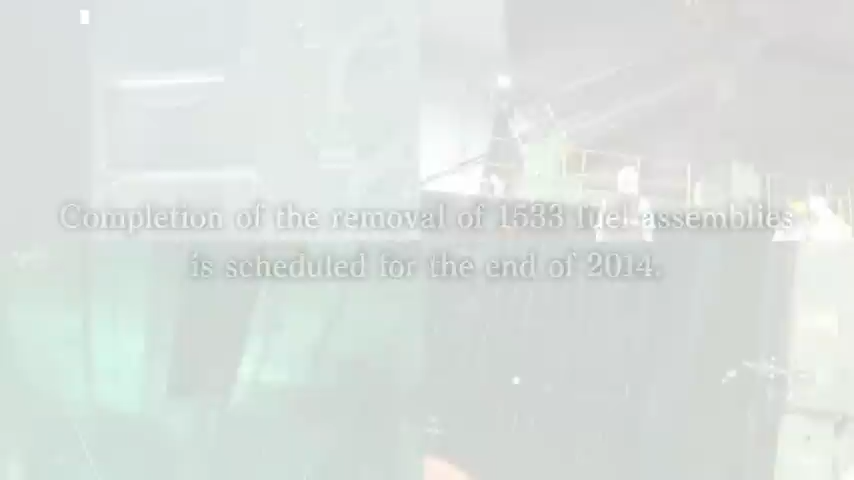 Completion of the removal of 1533 fuel assemblies
is scheduled for the end of 2014.